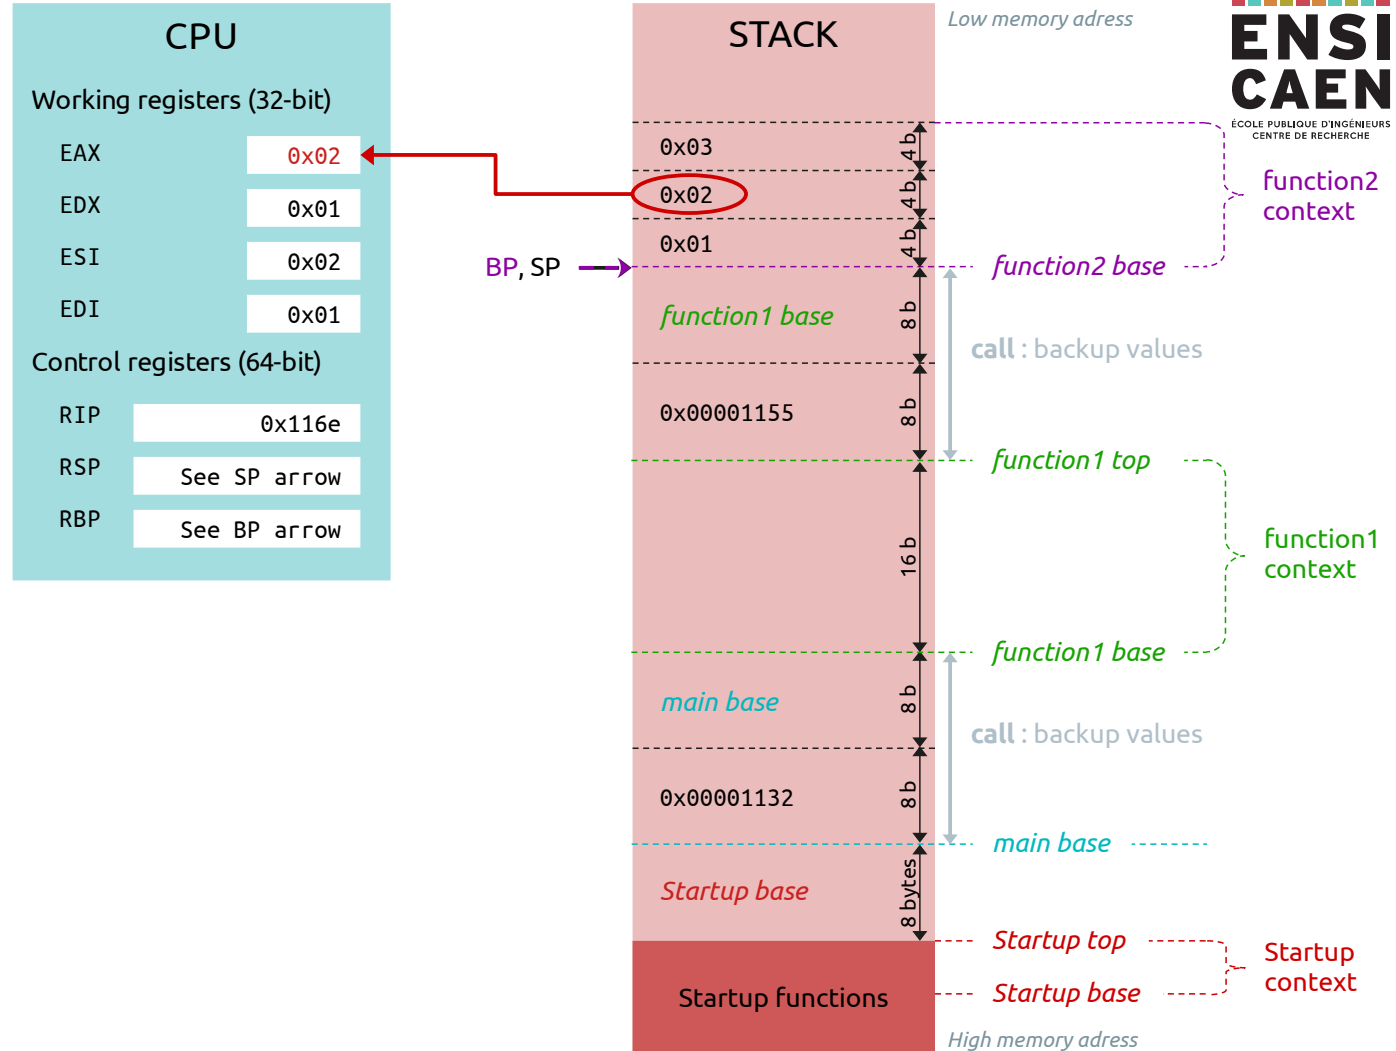 CPU
Working registers (32-bit)
EAX 0x02
EDX 0x01
ESI 0x02
EDI 0x01
Control registers (64-bit)
RIP 0x116e
RSP See SP arrow
RBP See BP arrow
STACK
Low memory adress
0x03
4 b
0x02
4 b
0x01
4 b
BP, SP
function1 base
8 b
0x00001155
8 b
16 b
main base
8 b
0x00001132
8 b
Startup base
8 bytes
Startup functions
function2 base
call : backup values
function1 top
function1 base
call : backup values
main base
Startup top
Startup base
High memory adress
ENSI
CAEN
ÉCOLE PUBLIQUE D'INGÉNIEURS
CENTRE DE RECHERCHE
function2
context
function1
context
Startup
context